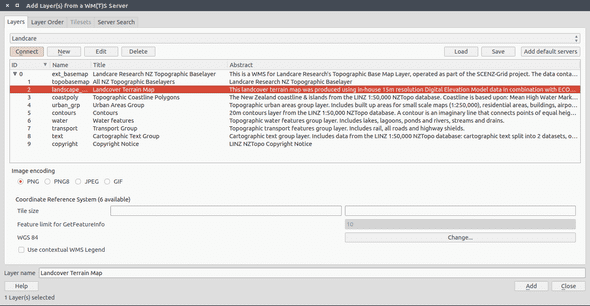 Add Layer(s) from a WM(T)S Server
Layers Layer Order Tilesets Server Search
Landcare
Connect New Edit Delete Load Save Add default servers
ID Name Title Abstract
0 ext_basemap Landcare Research NZ Topographic Baselayer This is a WMS for Landcare Research's Topographic Base Map Layer, operated as part of the SCENZ-Grid project. The data conta...
1 topobasemap All NZ Topographic Baselayers Landcare Research NZ Topographic Baselayer
2 landscape_... Landcover Terrain Map This landcover terrain map was produced using in-house 15m resolution Digital Elevation Model data in combination with ECO...
3 coastpoly Topographic Coastline Polygons The New Zealand coastline & islands from the LINZ 1:50,000 NZTopo database. Coastline is based upon: Mean High Water Mark...
4 urban_grp Urban Areas Group Topographic urban areas group layer. Includes built up areas for small scale maps (1:250,000), residential areas, buildings, airpo...
5 contours Contours 20m contours layer from the LINZ 1:50,000 NZTopo database. A contour is an imaginary line that connects points of equal heig...
6 water Water features Topographic water features group layer. Includes lakes, lagoons, ponds and rivers, streams and drains.
7 transport Transport Group Topographic transport features group layer. Includes rail, all roads and highway shields.
8 text Cartographic Text Group Cartographic text group layer. Includes data from the LINZ 1:50,000 NZTopo database: cartographic text split into 2 datasets, o...
9 copyright Copyright Notice LINZ NZTopo Copyright Notice
Image encoding
PNG PNG8 JPEG GIF
Coordinate Reference System (6 available)
Tile size
Feature limit for GetFeatureInfo 10
WGS 84 Change...
Use contextual WMS Legend
Layer name Landcover Terrain Map
Help Add Close
1 Layer(s) selected